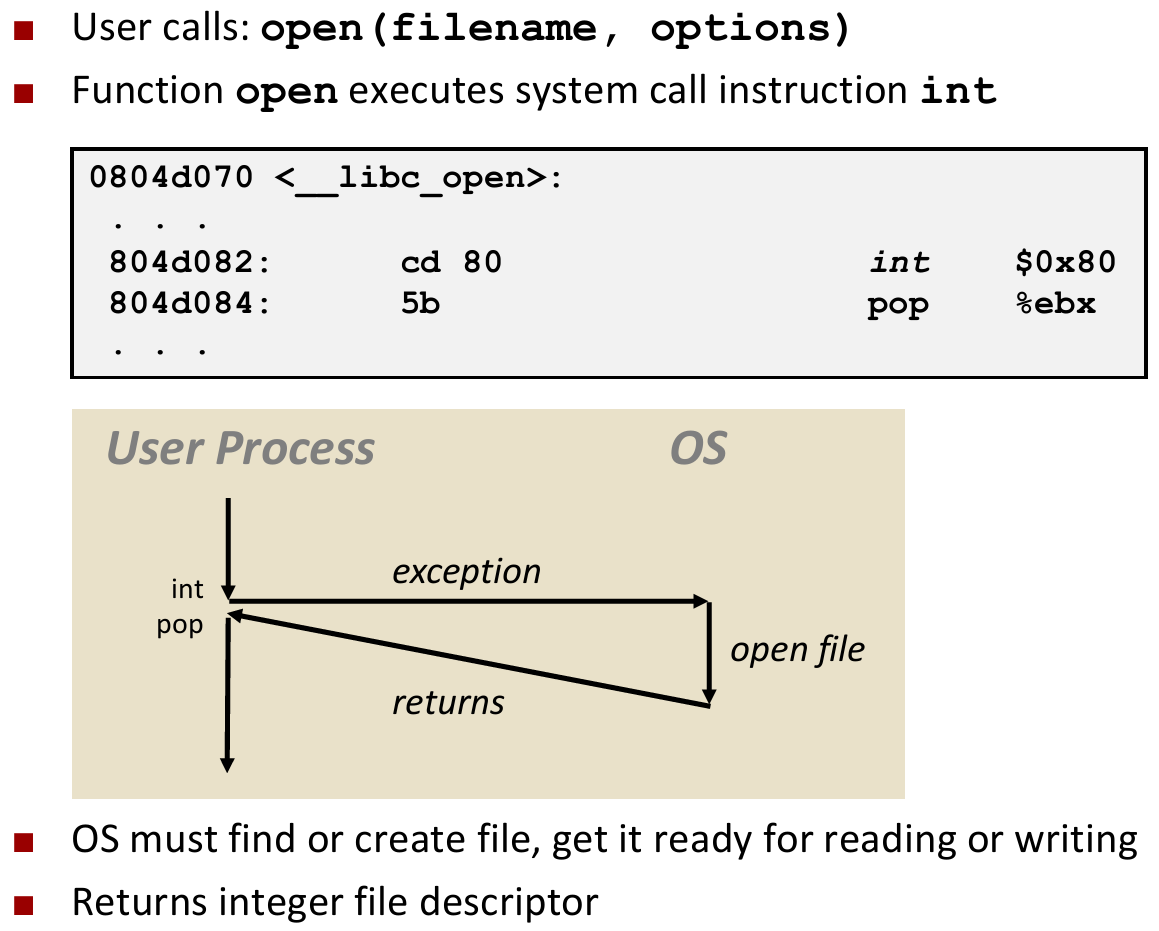 User calls: open(filename, options)
Function open executes system call instruction int
0804d070 <__libc_open>:
. . .
804d082: cd 80 int $0x80
804d084: 5b pop %ebx
. . .
User Process OS
exception
int
pop
open file
returns
OS must find or create file, get it ready for reading or writing
Returns integer file descriptor